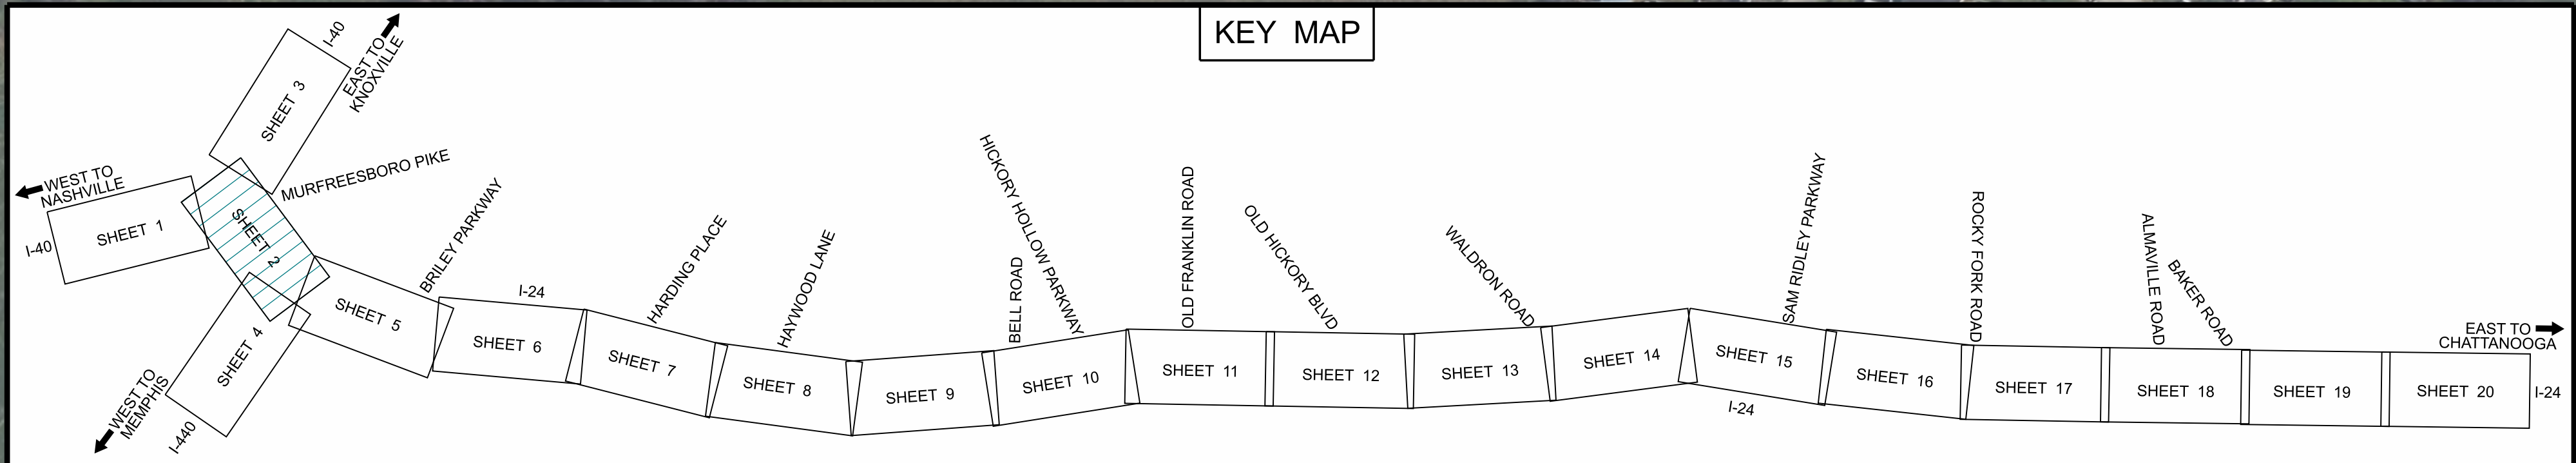 KEY MAP
I-40
EAST TO
KNOXVILLE
SHEET 3
WEST TO
NASHVILLE
MURFREESBORO PIKE
SHEET 1
I-40
SHEET 2
BRILEY PARKWAY
SHEET 5
SHEET 4
WEST TO
MEMPHIS
I-440
I-24
SHEET 6
HARDING PLACE
SHEET 7
HAYWOOD LANE
SHEET 8
SHEET 9
BELL ROAD
HICKORY HOLLOW PARKWAY
SHEET 10
OLD FRANKLIN ROAD
SHEET 11
OLD HICKORY BLVD
SHEET 12
WALDRON ROAD
SHEET 13
SHEET 14
SAM RIDLEY PARKWAY
SHEET 15
I-24
SHEET 16
ROCKY FORK ROAD
SHEET 17
ALMAVILLE ROAD
BAKER ROAD
SHEET 18
SHEET 19
SHEET 20
EAST TO
CHATTANOOGA
I-24